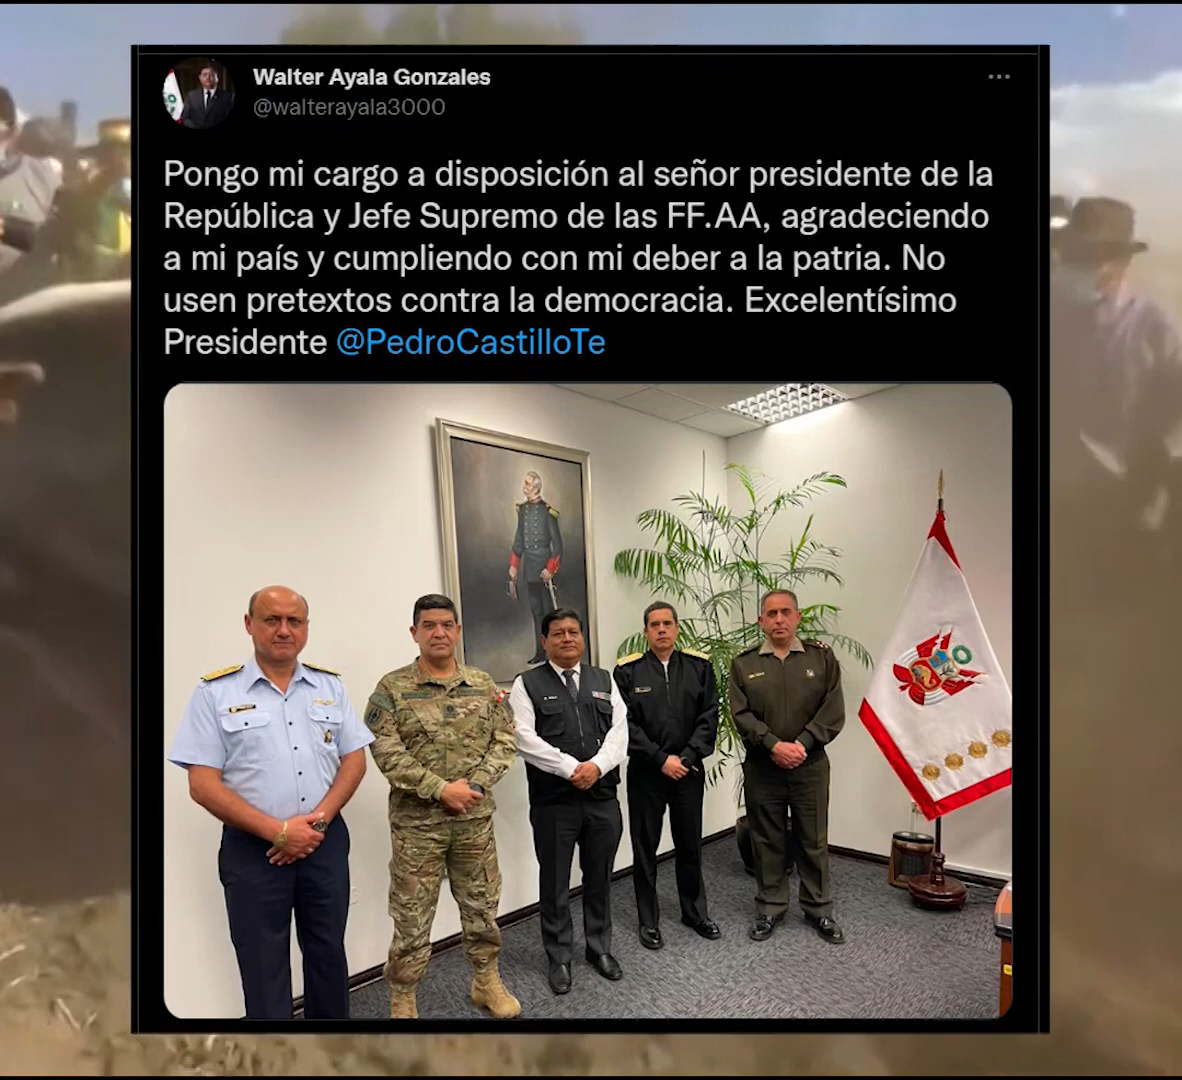 Walter Ayala Gonzales
@walterayala3000
Pongo mi cargo a disposición al señor presidente de la
República y Jefe Supremo de las FF.AA, agradeciendo
a mi país y cumpliendo con mi deber a la patria. No
usen pretextos contra la democracia. Excelentísimo
Presidente @PedroCastilloTe